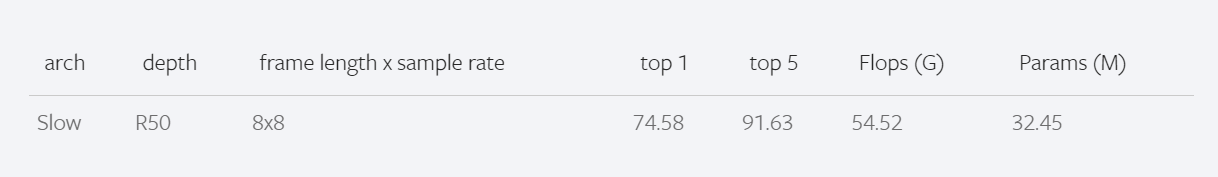 arch depth frame length x sample rate top 1 top 5 Flops (G) Params (M)
Slow R50 8x8 74.58 91.63 54.52 32.45